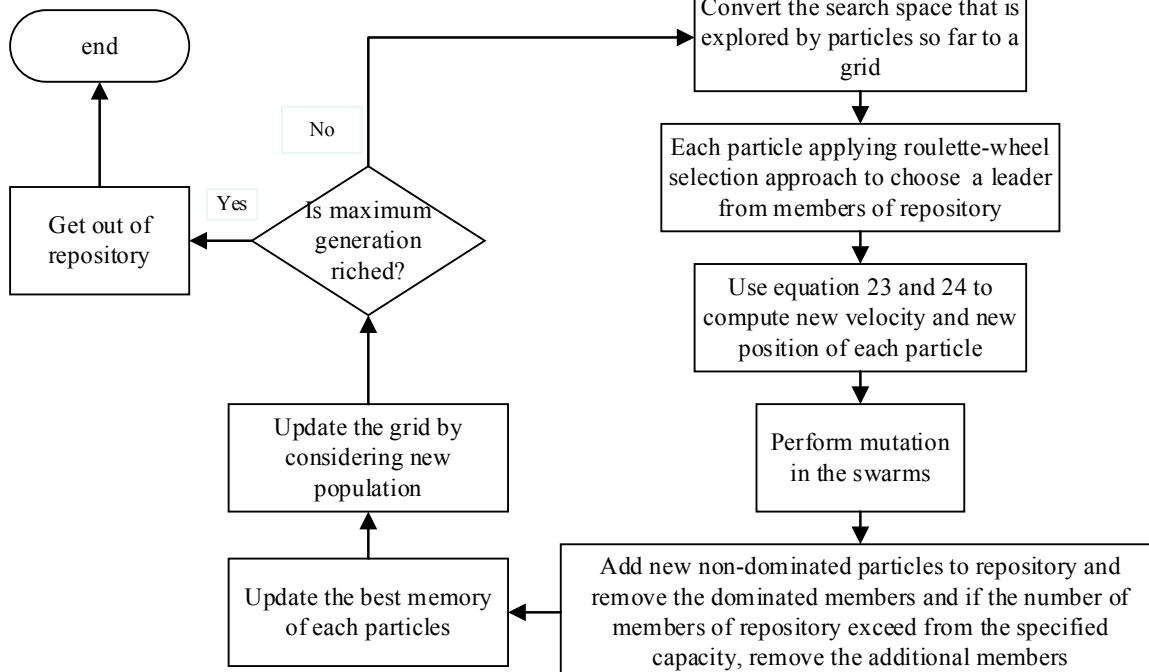 Convert the search space that is
explored by particles so far to a
grid
Each particle applying roulette-wheel
selection approach to choose a leader
from members of repository
Use equation 23 and 24 to
compute new velocity and new
position of each particle
Perform mutation
in the swarms
Add new non-dominated particles to repository and
remove the dominated members and if the number of
members of repository exceed from the specified
capacity, remove the additional members
Update the best memory
of each particles
Update the grid by
considering new
population
Is maximum
generation
riched?
No
Yes
Get out of
repository
end